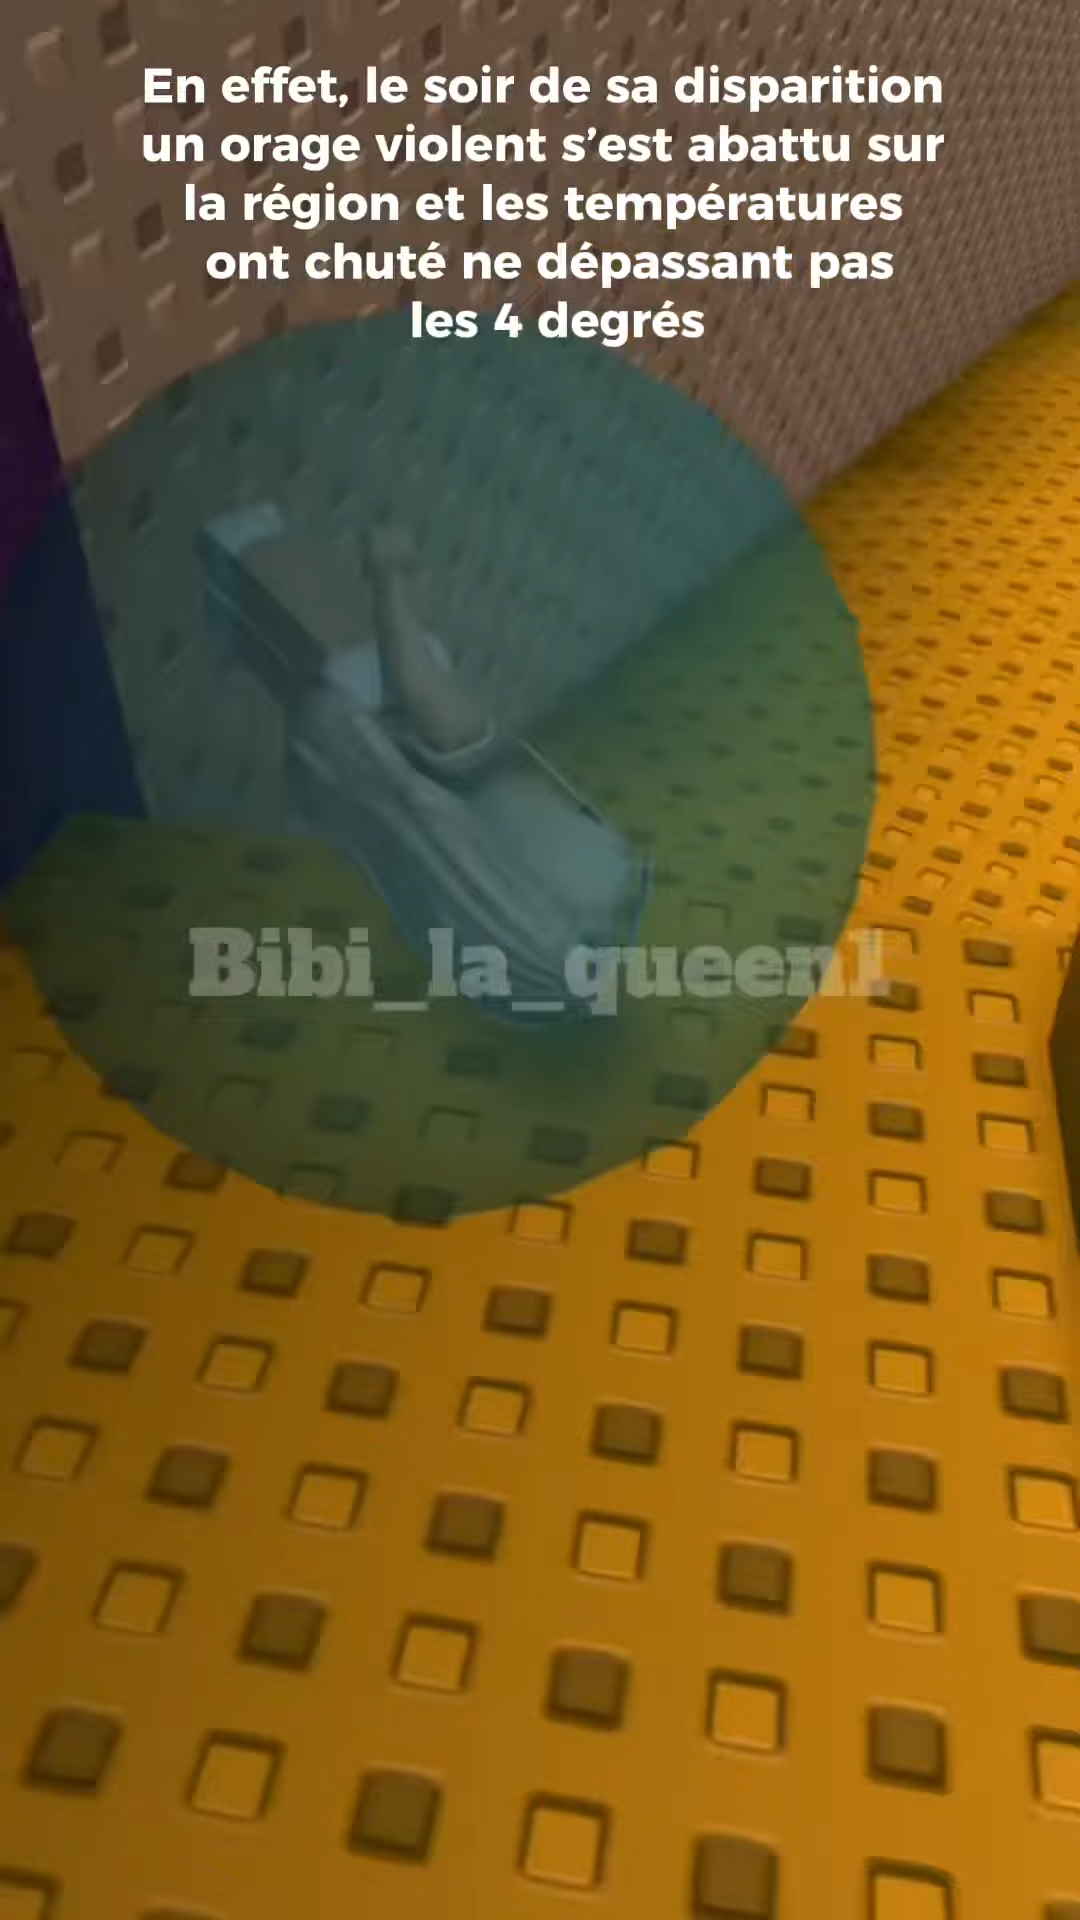 En effet, le soir de sa disparition
un orage violent s’est abattu sur
la région et les températures
ont chuté ne dépassant pas
les 4 degrés
Bibi_la_queen1